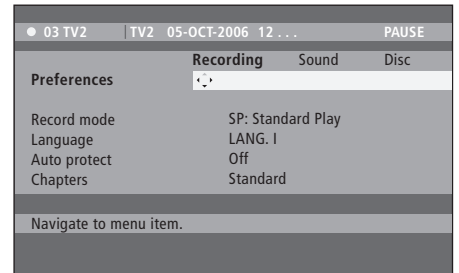 03 TV2 TV2 05-OCT-2006 12 . . . PAUSE
Recording Sound Disc
Preferences
Record mode SP: Standard Play
Language LANG. I
Auto protect Off
Chapters Standard
Navigate to menu item.